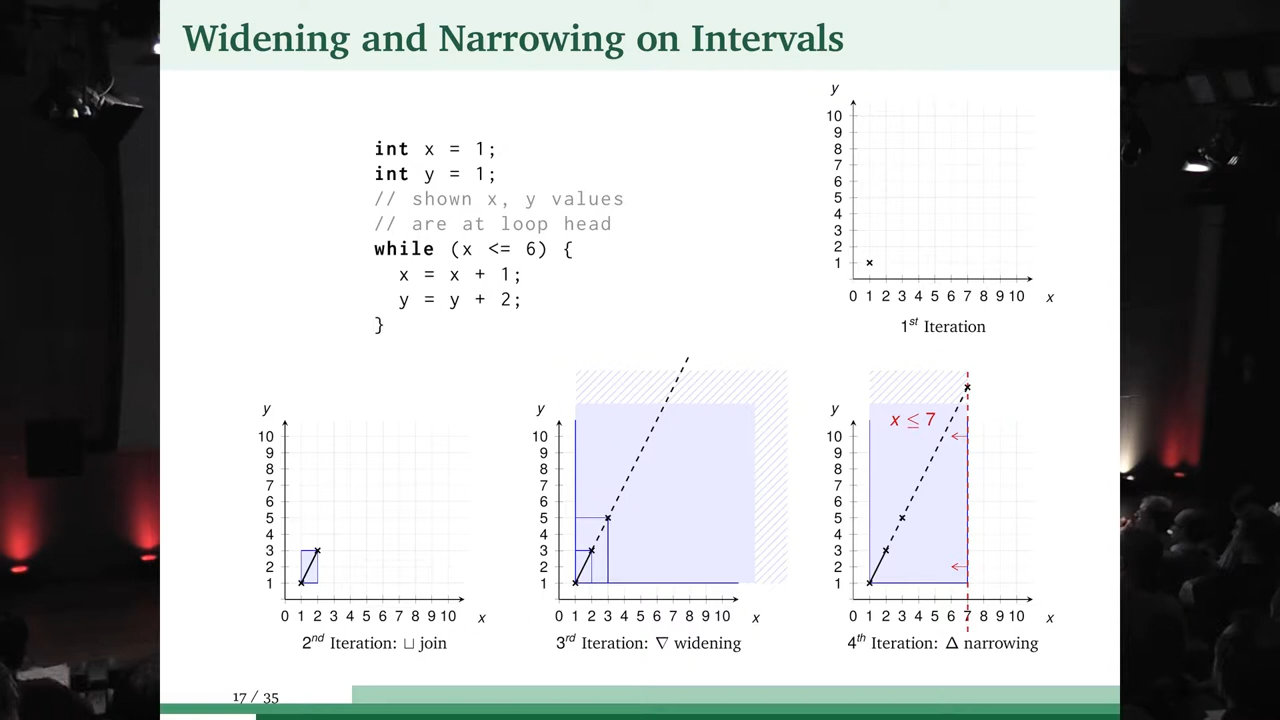 Widening and Narrowing on Intervals
int x = 1;
int y = 1;
// shown x, y values
// are at loop head
while (x <= 6) {
x = x + 1;
y = y + 2;
}
y
10
9
8
7
6
5
4
3
2
1
0 1 2 3 4 5 6 7 8 9 10 x
1st Iteration
y
10
9
8
7
6
5
4
3
2
1
0 1 2 3 4 5 6 7 8 9 10 x
2nd Iteration: ⊔ join
y
10
9
8
7
6
5
4
3
2
1
0 1 2 3 4 5 6 7 8 9 10 x
3rd Iteration: ∇ widening
y
x ≤ 7
10
9
8
7
6
5
4
3
2
1
0 1 2 3 4 5 6 7 8 9 10 x
4th Iteration: Δ narrowing
17 / 35